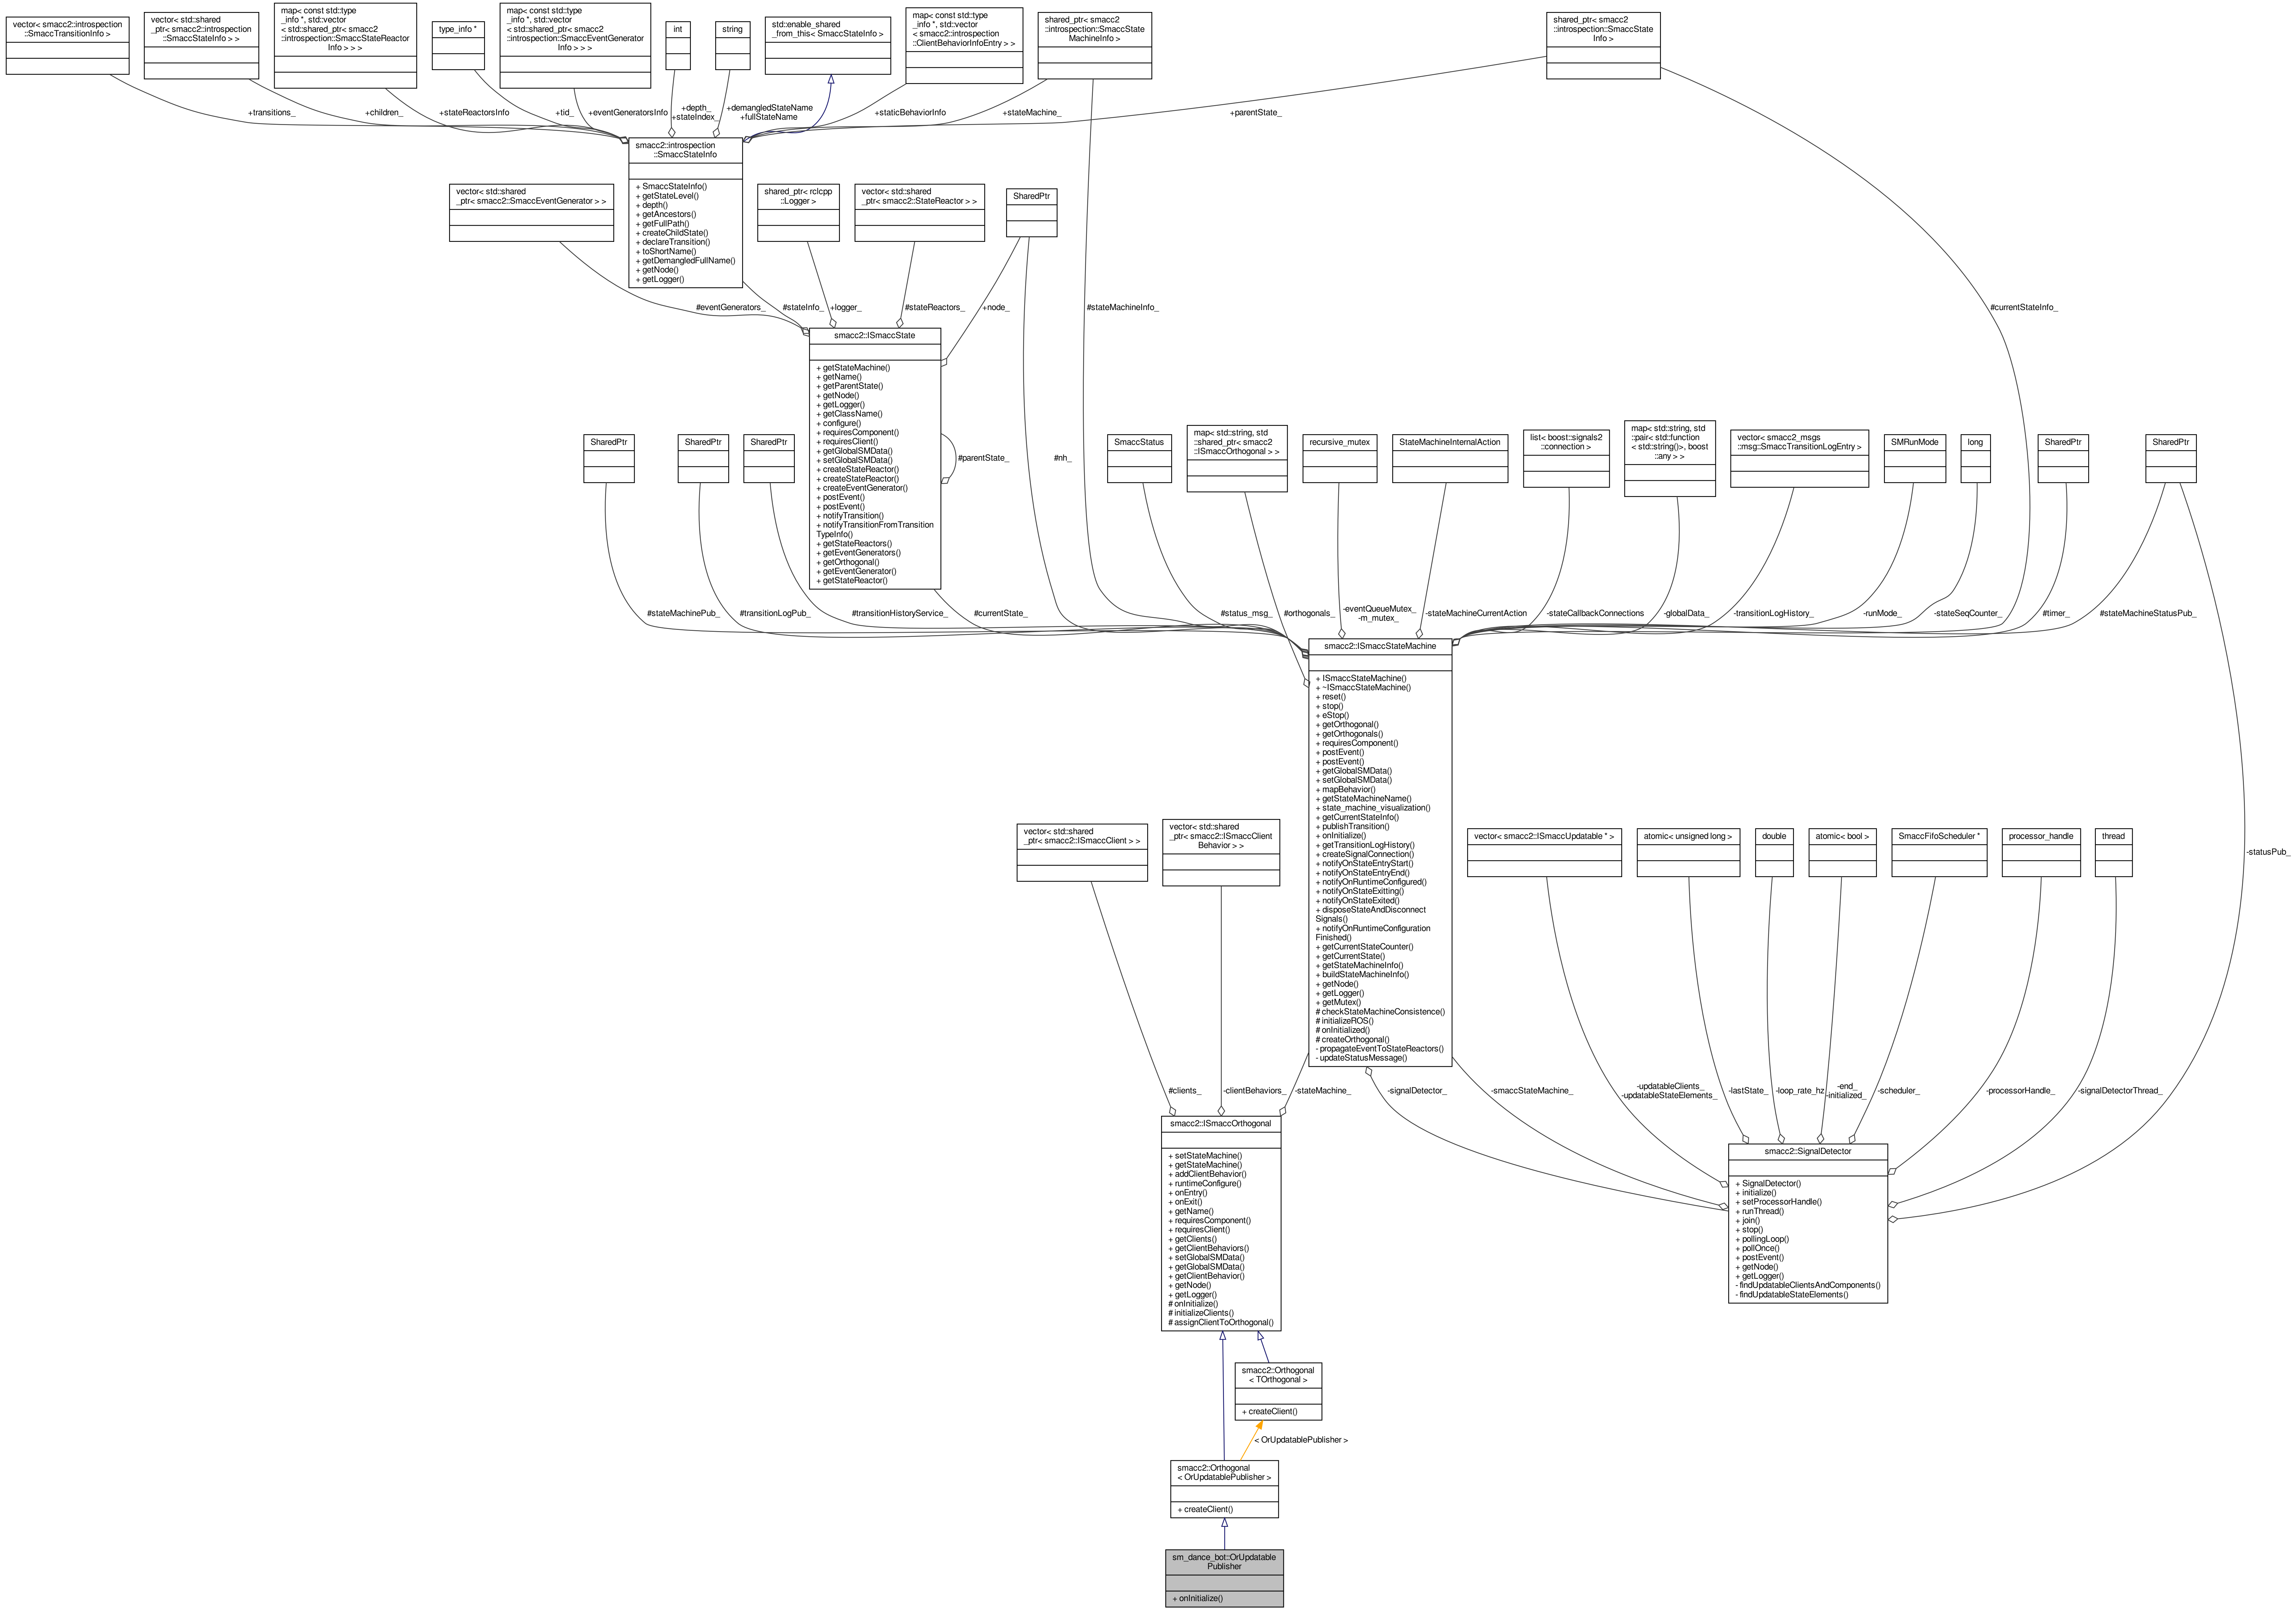 vector< smacc2::introspection
::SmaccTransitionInfo >
vector< std::shared
_ptr< smacc2::introspection
::SmaccStateInfo > >
map< const std::type
_info *, std::vector
< std::shared_ptr< smacc2
::introspection::SmaccStateReactor
Info > > >
type_info *
map< const std::type
_info *, std::vector
< std::shared_ptr< smacc2
::introspection::SmaccEventGenerator
Info > > >
int
string
std::enable_shared
_from_this< SmaccStateInfo >
map< const std::type
_info *, std::vector
< smacc2::introspection
::ClientBehaviorInfoEntry > >
shared_ptr< smacc2
::introspection::SmaccState
MachineInfo >
shared_ptr< smacc2
::introspection::SmaccState
Info >
+transitions_
+children_
+stateReactorsInfo
+tid_
+eventGeneratorsInfo
+depth_
+stateIndex_
+demangledStateName
+fullStateName
+staticBehaviorInfo
+stateMachine_
+parentState_
smacc2::introspection
::SmaccStateInfo
+ SmaccStateInfo()
+ getStateLevel()
+ depth()
+ getAncestors()
+ getFullPath()
+ createChildState()
+ declareTransition()
+ toShortName()
+ getDemangledFullName()
+ getNode()
+ getLogger()
vector< std::shared
_ptr< smacc2::SmaccEventGenerator > >
shared_ptr< rclcpp
::Logger >
vector< std::shared
_ptr< smacc2::StateReactor > >
SharedPtr
#eventGenerators_
#stateInfo_
+logger_
#stateReactors_
+node_
#stateMachineInfo_
#currentStateInfo_
smacc2::ISmaccState
+ getStateMachine()
+ getName()
+ getParentState()
+ getNode()
+ getLogger()
+ getClassName()
+ configure()
+ requiresComponent()
+ requiresClient()
+ getGlobalSMData()
+ setGlobalSMData()
+ createStateReactor()
+ createStateReactor()
+ createEventGenerator()
+ postEvent()
+ postEvent()
+ notifyTransition()
+ notifyTransitionFromTransition
TypeInfo()
+ getStateReactors()
+ getEventGenerators()
+ getOrthogonal()
+ getEventGenerator()
+ getStateReactor()
#parentState_
#nh_
SharedPtr
SharedPtr
SharedPtr
SmaccStatus
map< std::string, std
::shared_ptr< smacc2
::ISmaccOrthogonal > >
recursive_mutex
StateMachineInternalAction
list< boost::signals2
::connection >
map< std::string, std
::pair< std::function
< std::string()>, boost
::any > >
vector< smacc2_msgs
::msg::SmaccTransitionLogEntry >
SMRunMode
long
SharedPtr
SharedPtr
#stateMachinePub_
#transitionLogPub_
#transitionHistoryService_
#currentState_
#status_msg_
#orthogonals_
-eventQueueMutex_
-m_mutex_
-stateMachineCurrentAction
-stateCallbackConnections
-globalData_
-transitionLogHistory_
-runMode_
-stateSeqCounter_
#timer_
#stateMachineStatusPub_
smacc2::ISmaccStateMachine
+ ISmaccStateMachine()
+ ~ISmaccStateMachine()
+ reset()
+ stop()
+ eStop()
+ getOrthogonal()
+ getOrthogonals()
+ requiresComponent()
+ postEvent()
+ postEvent()
+ getGlobalSMData()
+ setGlobalSMData()
+ mapBehavior()
+ getStateMachineName()
+ state_machine_visualization()
+ getCurrentStateInfo()
+ publishTransition()
+ onInitialize()
+ getTransitionLogHistory()
+ createSignalConnection()
+ notifyOnStateEntryStart()
+ notifyOnStateEntryEnd()
+ notifyOnRuntimeConfigured()
+ notifyOnStateExitting()
+ notifyOnStateExited()
+ disposeStateAndDisconnect
Signals()
+ notifyOnRuntimeConfiguration
Finished()
+ getCurrentStateCounter()
+ getCurrentState()
+ getStateMachineInfo()
+ buildStateMachineInfo()
+ getNode()
+ getLogger()
+ getMutex()
# checkStateMachineConsistence()
# initializeROS()
# onInitialized()
# createOrthogonal()
- propagateEventToStateReactors()
- updateStatusMessage()
vector< std::shared
_ptr< smacc2::ISmaccClient > >
vector< std::shared
_ptr< smacc2::ISmaccClient
Behavior > >
vector< smacc2::ISmaccUpdatable * >
atomic< unsigned long >
double
atomic< bool >
SmaccFifoScheduler *
processor_handle
thread
-statusPub_
#clients_
-clientBehaviors_
-stateMachine_
-signalDetector_
-smaccStateMachine_
-updatableClients_
-updatableStateElements_
-lastState_
-loop_rate_hz
-end_
-initialized_
-scheduler_
-processorHandle_
-signalDetectorThread_
smacc2::ISmaccOrthogonal
+ setStateMachine()
+ getStateMachine()
+ addClientBehavior()
+ runtimeConfigure()
+ onEntry()
+ onExit()
+ getName()
+ requiresComponent()
+ requiresClient()
+ getClients()
+ getClientBehaviors()
+ setGlobalSMData()
+ getGlobalSMData()
+ getClientBehavior()
+ getNode()
+ getLogger()
# onInitialize()
# initializeClients()
# assignClientToOrthogonal()
smacc2::SignalDetector
+ SignalDetector()
+ initialize()
+ setProcessorHandle()
+ runThread()
+ join()
+ stop()
+ pollingLoop()
+ pollOnce()
+ postEvent()
+ getNode()
+ getLogger()
- findUpdatableClientsAndComponents()
- findUpdatableStateElements()
smacc2::Orthogonal
< TOrthogonal >
+ createClient()
< OrUpdatablePublisher >
smacc2::Orthogonal
< OrUpdatablePublisher >
+ createClient()
sm_dance_bot::OrUpdatable
Publisher
+ onInitialize()